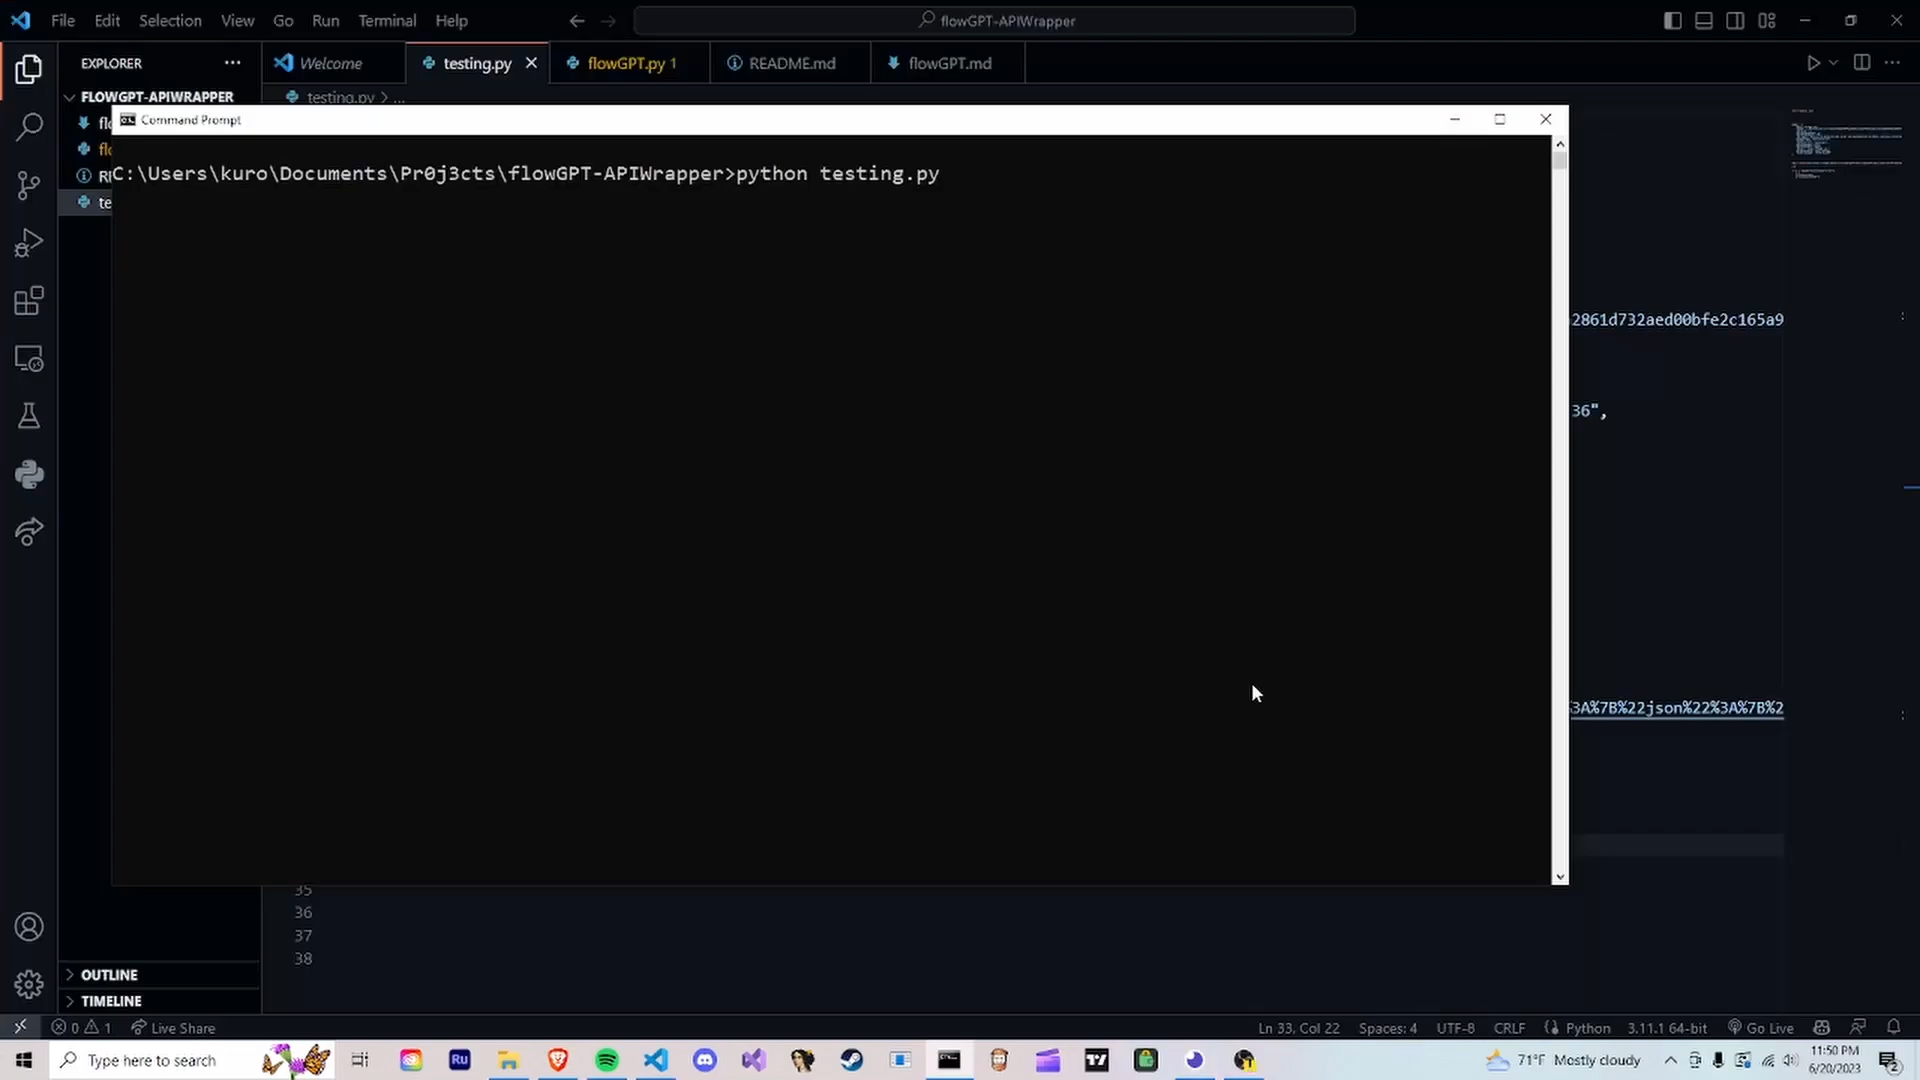 File Edit Selection View Go Run Terminal Help
flowGPT-APIWrapper
EXPLORER
Welcome
testing.py
flowGPT.py 1
README.md
flowGPT.md
FLOWGPT-APIWRAPPER
testing.py > ...
Command Prompt
C:\Users\kuro\Documents\Pr0j3cts\flowGPT-APIWrapper>python testing.py
2861d732aed00bfe2c165a9
36",
%3A%7B%22json%22%3A%7B%2
35
36
37
38
OUTLINE
TIMELINE
0 1 Live Share
Ln 33, Col 22 Spaces: 4 UTF-8 CRLF Python 3.11.1 64-bit Go Live
Type here to search
Ru
71°F Mostly cloudy
11:50 PM
6/20/2023
2